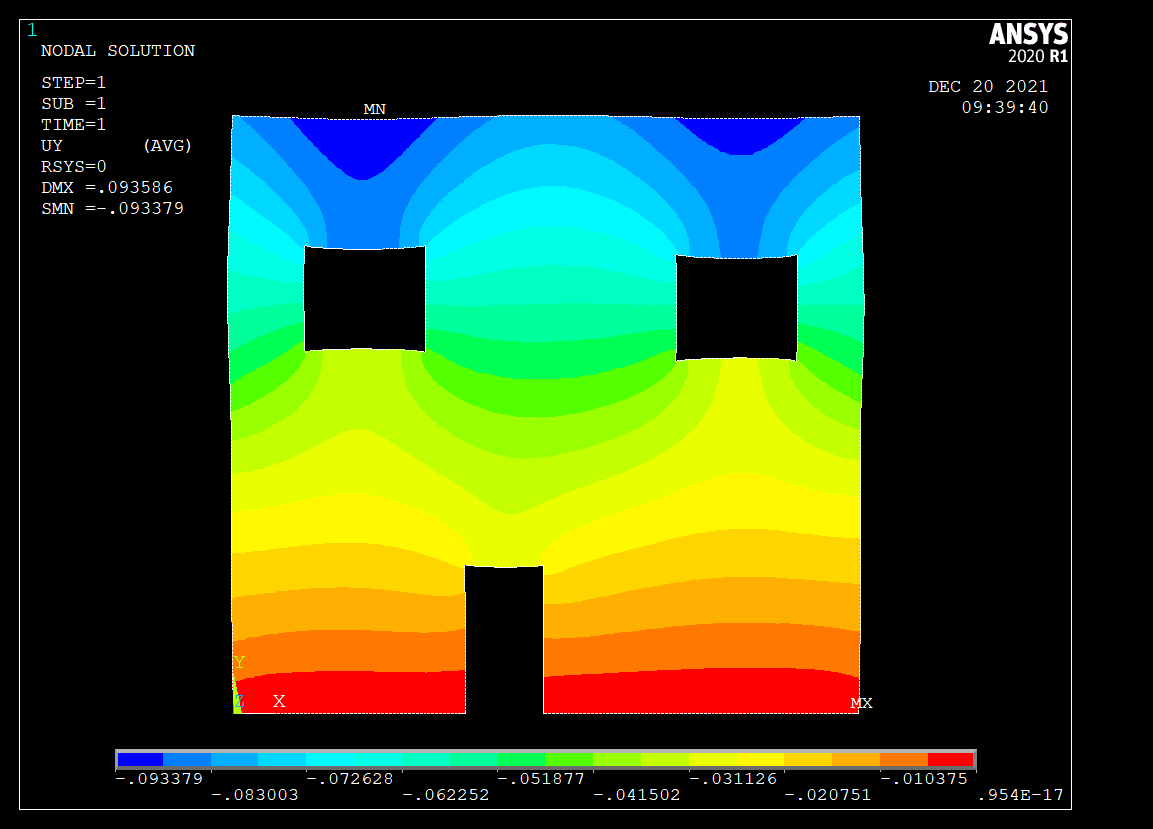 1
ANSYS
2020 R1
NODAL SOLUTION
STEP=1
SUB =1
TIME=1
UY (AVG)
RSYS=0
DMX =.093586
SMN =-.093379
DEC 20 2021
09:39:40
MN
Y
Z X
MX
-.093379 -.072628 -.051877 -.031126 -.010375
-.083003 -.062252 -.041502 -.020751 .954E-17